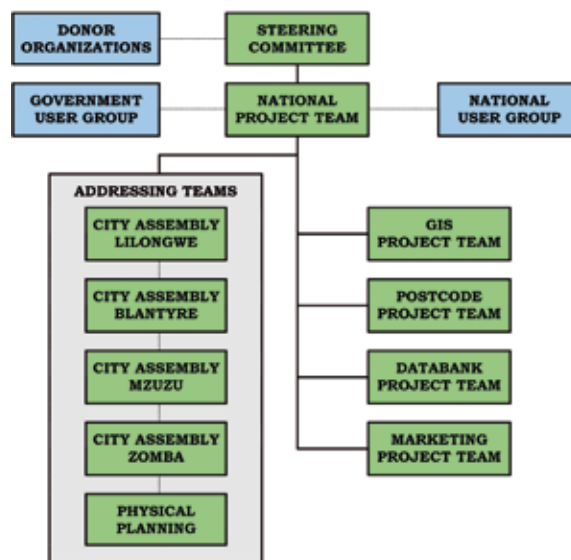 DONOR
ORGANIZATIONS
STEERING
COMMITTEE
GOVERNMENT
USER GROUP
NATIONAL
PROJECT TEAM
NATIONAL
USER GROUP
ADDRESSING TEAMS
CITY ASSEMBLY
LILONGWE
CITY ASSEMBLY
BLANTYRE
CITY ASSEMBLY
MZUZU
CITY ASSEMBLY
ZOMBA
PHYSICAL
PLANNING
GIS
PROJECT TEAM
POSTCODE
PROJECT TEAM
DATABANK
PROJECT TEAM
MARKETING
PROJECT TEAM